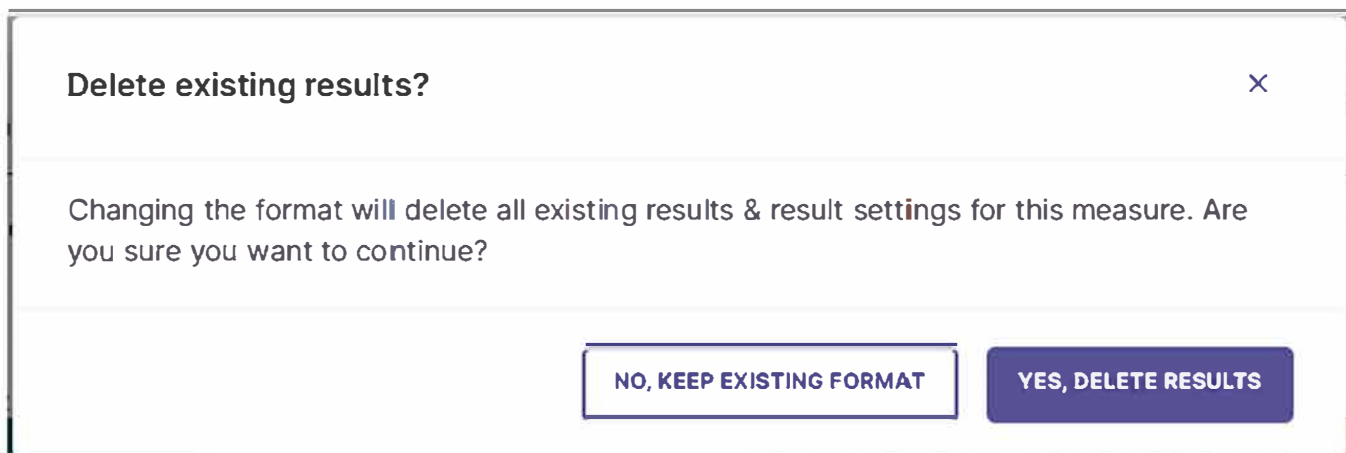 Delete existing results?
Changing the format will delete all existing results & result settings for this measure. Are
you sure you want to continue?
NO, KEEP EXISTING FORMAT
YES, DELETE RESULTS